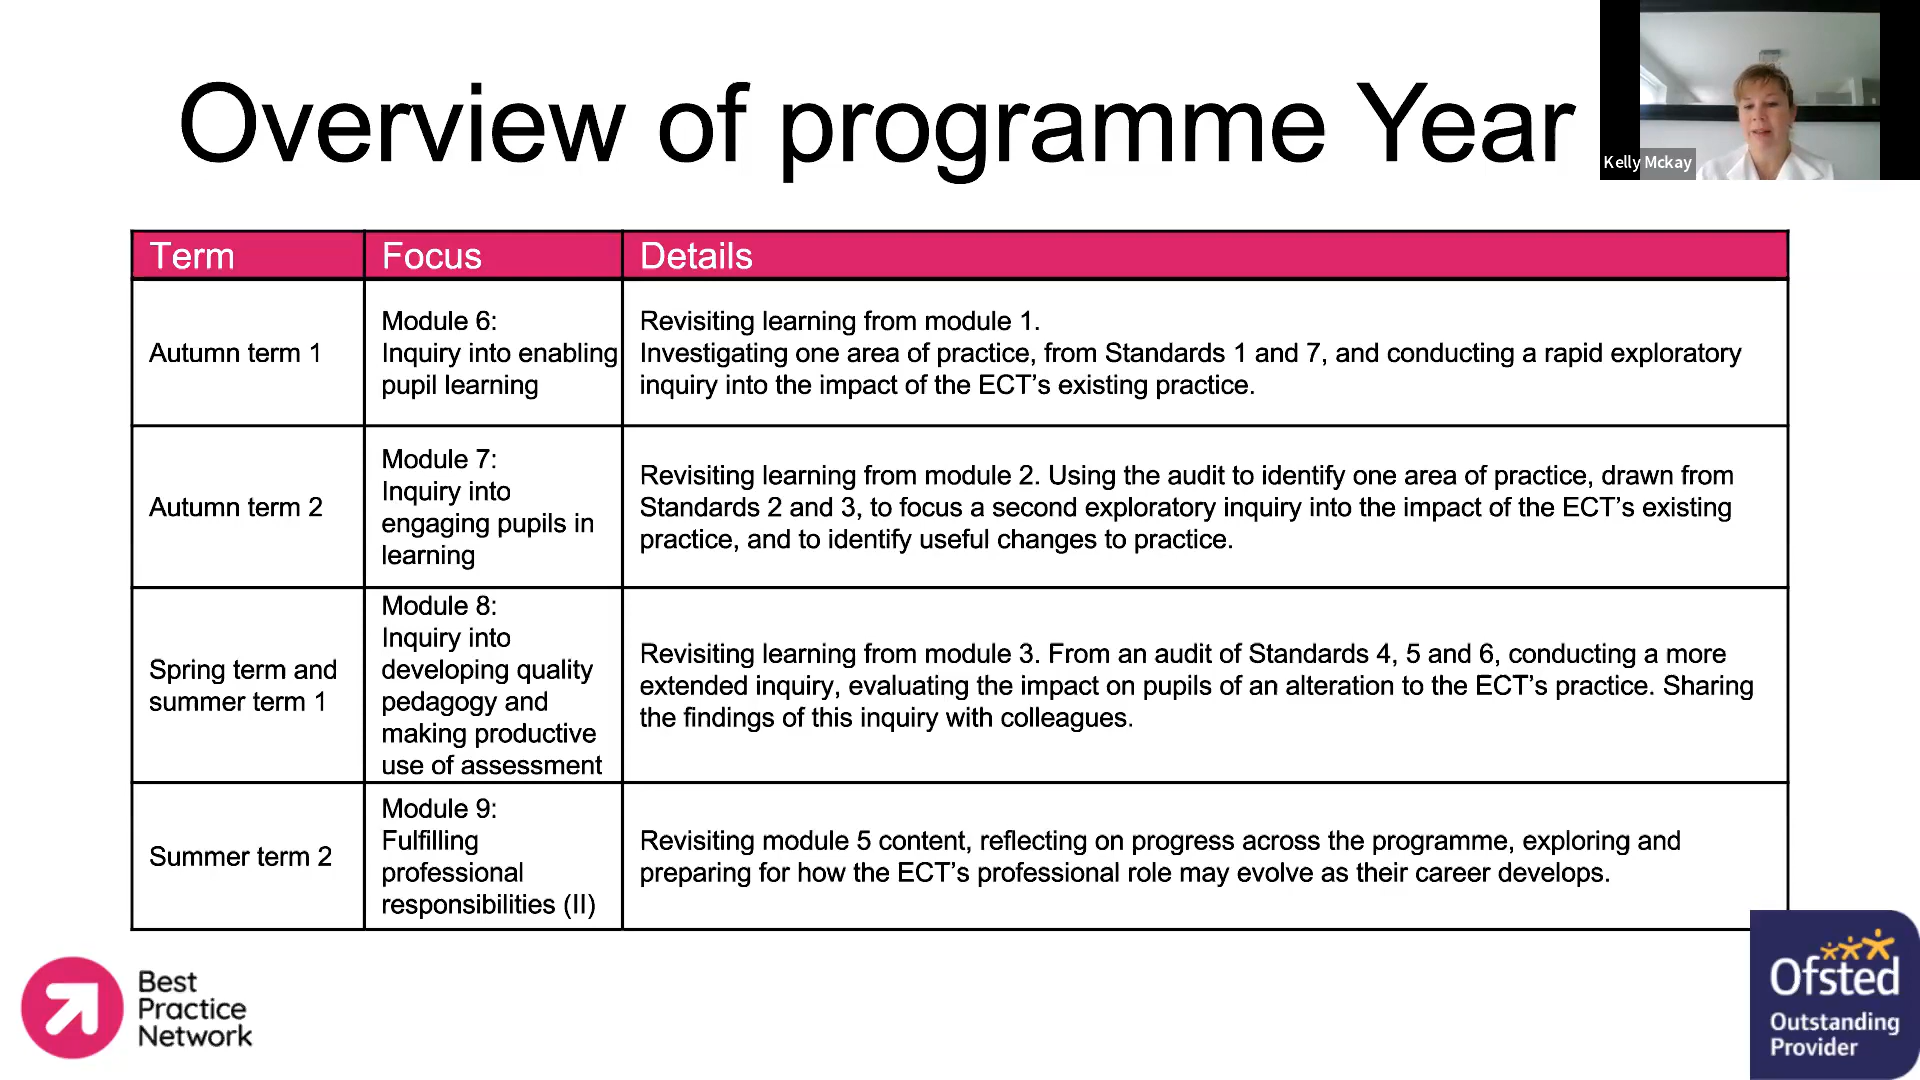 Overview of programme Year
Kelly Mckay
Term
Focus
Details
Autumn term 1
Module 6:
Inquiry into enabling
pupil learning
Revisiting learning from module 1.
Investigating one area of practice, from Standards 1 and 7, and conducting a rapid exploratory
inquiry into the impact of the ECT’s existing practice.
Autumn term 2
Module 7:
Inquiry into
engaging pupils in
learning
Revisiting learning from module 2. Using the audit to identify one area of practice, drawn from
Standards 2 and 3, to focus a second exploratory inquiry into the impact of the ECT’s existing
practice, and to identify useful changes to practice.
Spring term and
summer term 1
Module 8:
Inquiry into
developing quality
pedagogy and
making productive
use of assessment
Revisiting learning from module 3. From an audit of Standards 4, 5 and 6, conducting a more
extended inquiry, evaluating the impact on pupils of an alteration to the ECT’s practice. Sharing
the findings of this inquiry with colleagues.
Summer term 2
Module 9:
Fulfilling
professional
responsibilities (II)
Revisiting module 5 content, reflecting on progress across the programme, exploring and
preparing for how the ECT’s professional role may evolve as their career develops.
Best
Practice
Network
Ofsted
Outstanding
Provider